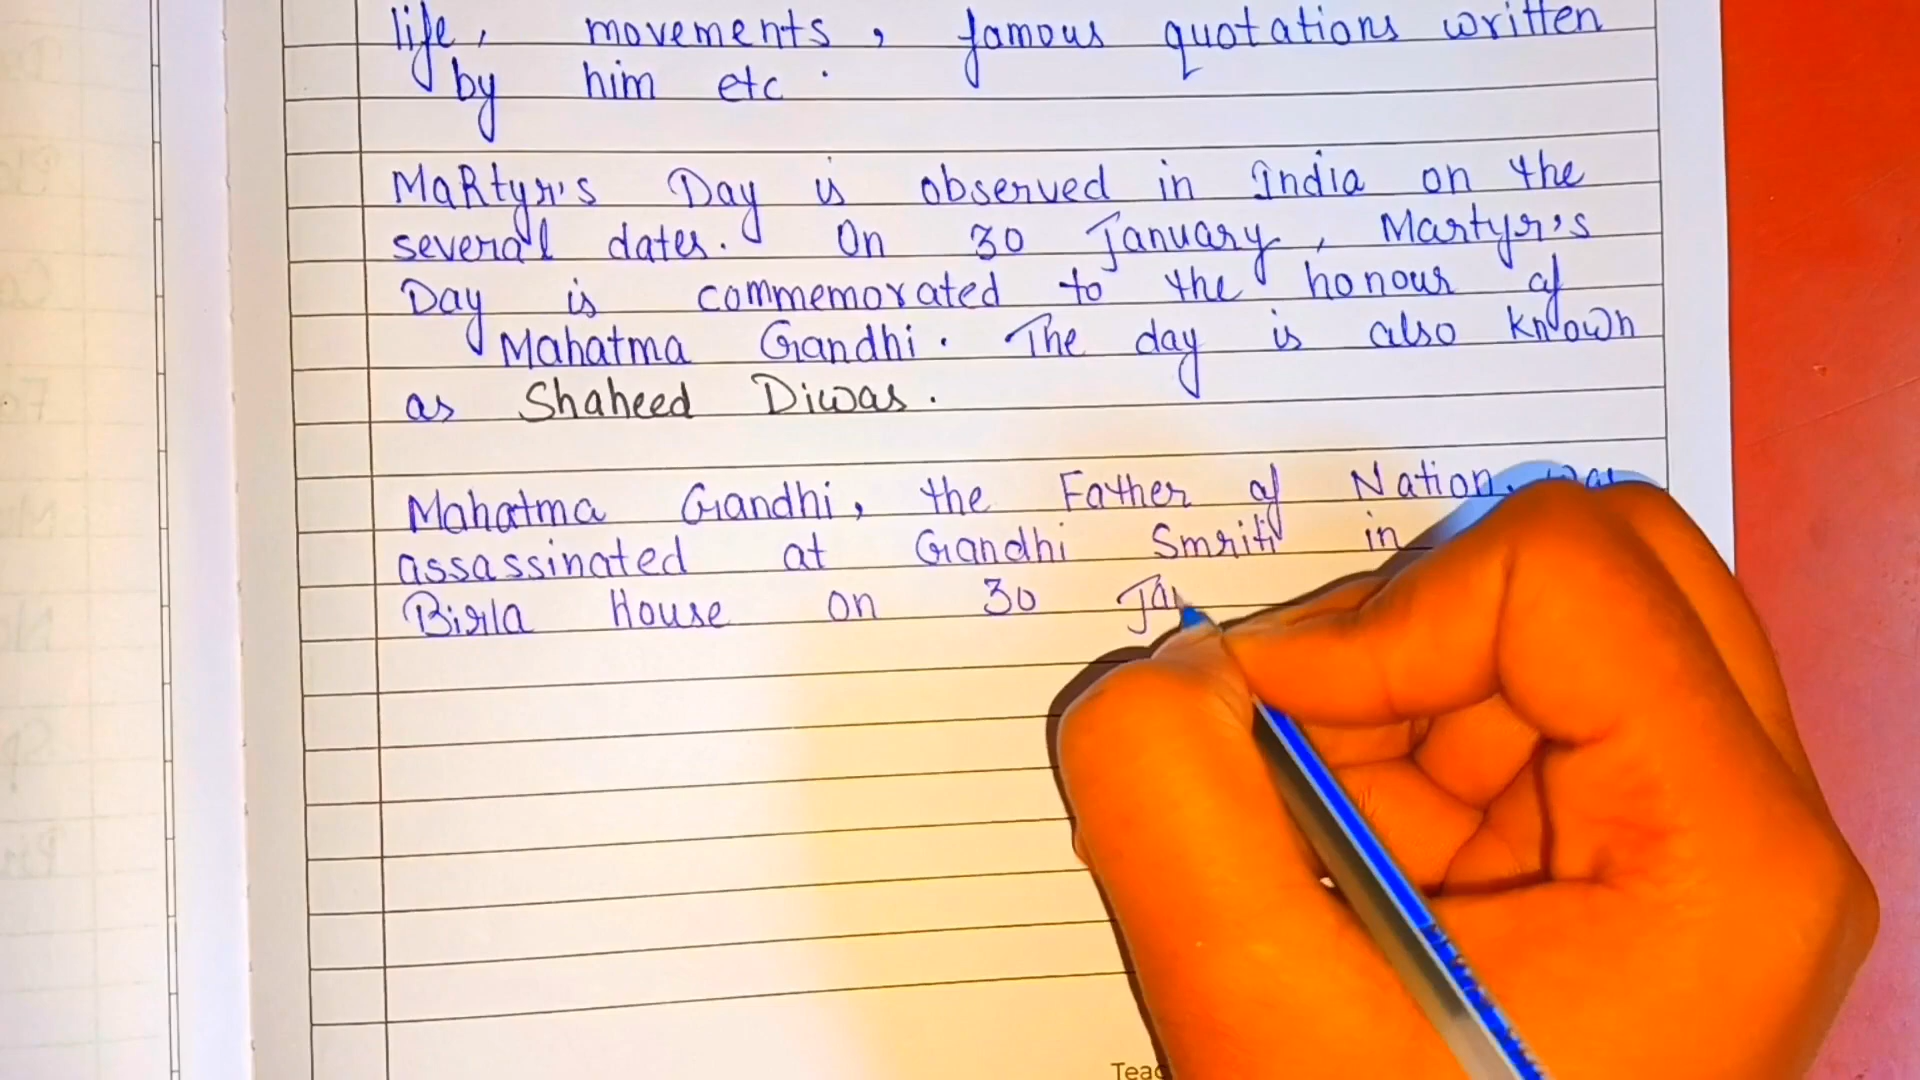 life, movements, famous quotations written
by him etc.
MaRtyr's Day is observed in India on the
several dates. On 30 January, Martyr's
Day is commemorated to the honour of
Mahatma Gandhi. The day is also known
as Shaheed Diwas.
Mahatma Gandhi, the Father of Nation, was
assassinated at Gandhi Smriti in
Birla House on 30 Jan